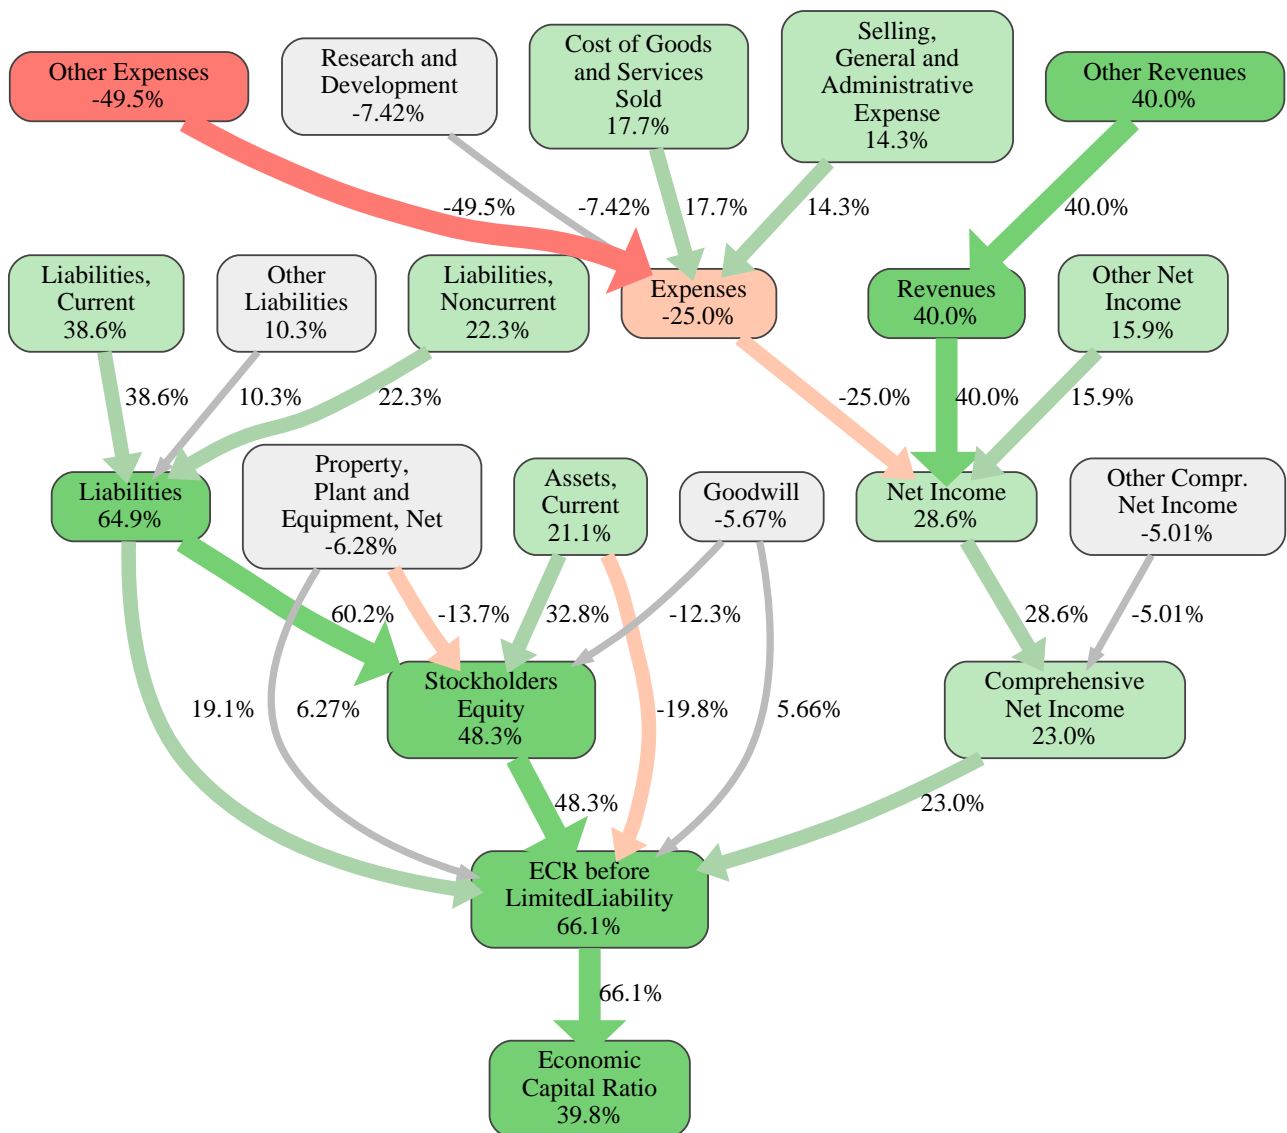 Other Expenses
-49.5%
Research and
Development
-7.42%
Cost of Goods
and Services
Sold
17.7%
Selling,
General and
Administrative
Expense
14.3%
Other Revenues
40.0%
-49.5%
-7.42%
17.7%
14.3%
40.0%
Liabilities,
Current
38.6%
Other
Liabilities
10.3%
Liabilities,
Noncurrent
22.3%
Expenses
-25.0%
Revenues
40.0%
Other Net
Income
15.9%
38.6%
10.3%
22.3%
-25.0%
40.0%
15.9%
Liabilities
64.9%
Property,
Plant and
Equipment, Net
-6.28%
Assets,
Current
21.1%
Goodwill
-5.67%
Net Income
28.6%
Other Compr.
Net Income
-5.01%
60.2%
-13.7%
32.8%
-12.3%
28.6%
-5.01%
19.1%
6.27%
Stockholders
Equity
48.3%
-19.8%
5.66%
Comprehensive
Net Income
23.0%
48.3%
23.0%
ECR before
LimitedLiability
66.1%
66.1%
Economic
Capital Ratio
39.8%